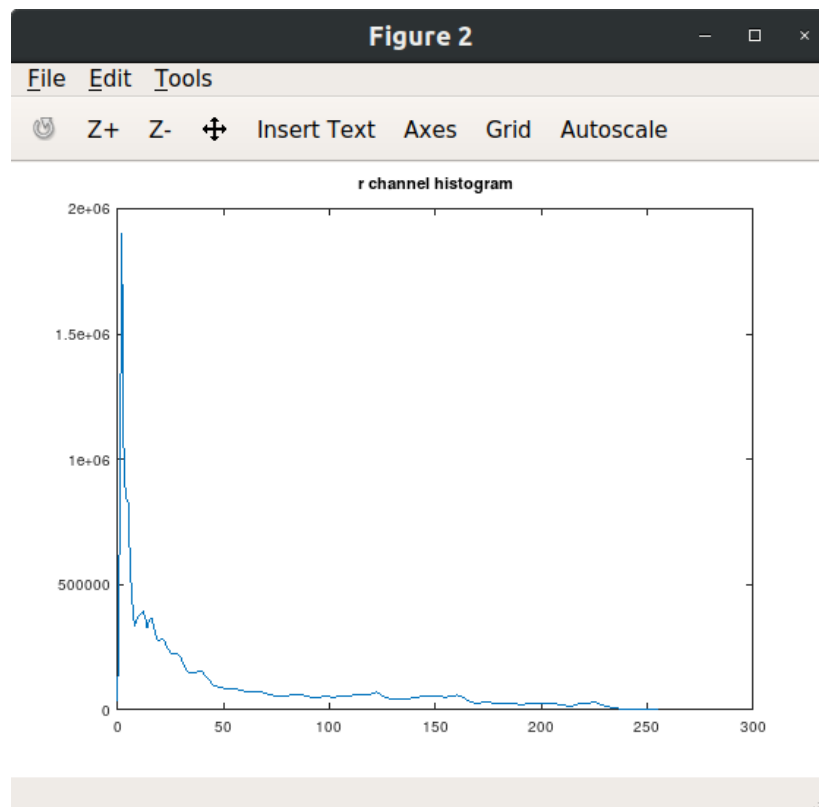 Figure 2
File Edit Tools
Z+ Z- Insert Text Axes Grid Autoscale
r channel histogram
2e+06
1.5e+06
1e+06
500000
0
0 50 100 150 200 250 300